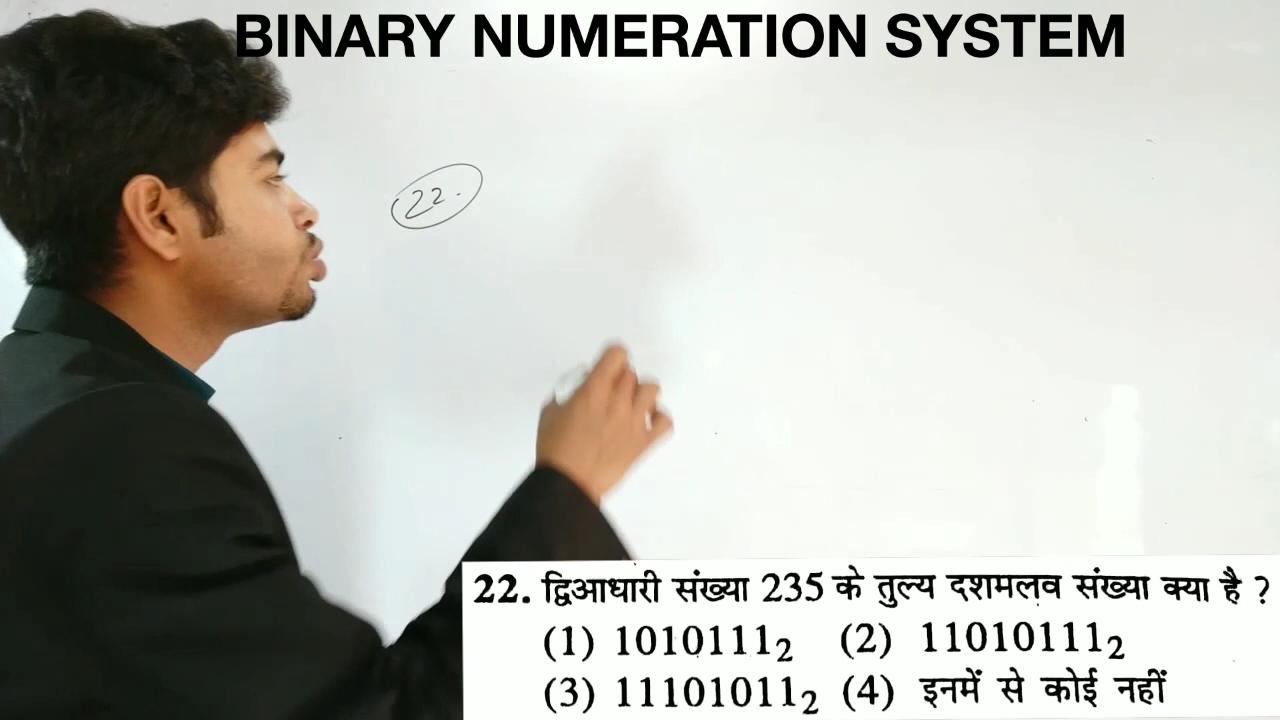 BINARY NUMERATION SYSTEM
22.
22. द्विआधारी संख्या 235 के तुल्य दशमलव संख्या क्या है ?
(1) 1010111₂ (2) 11010111₂
(3) 11101011₂ (4) इनमें से कोई नहीं